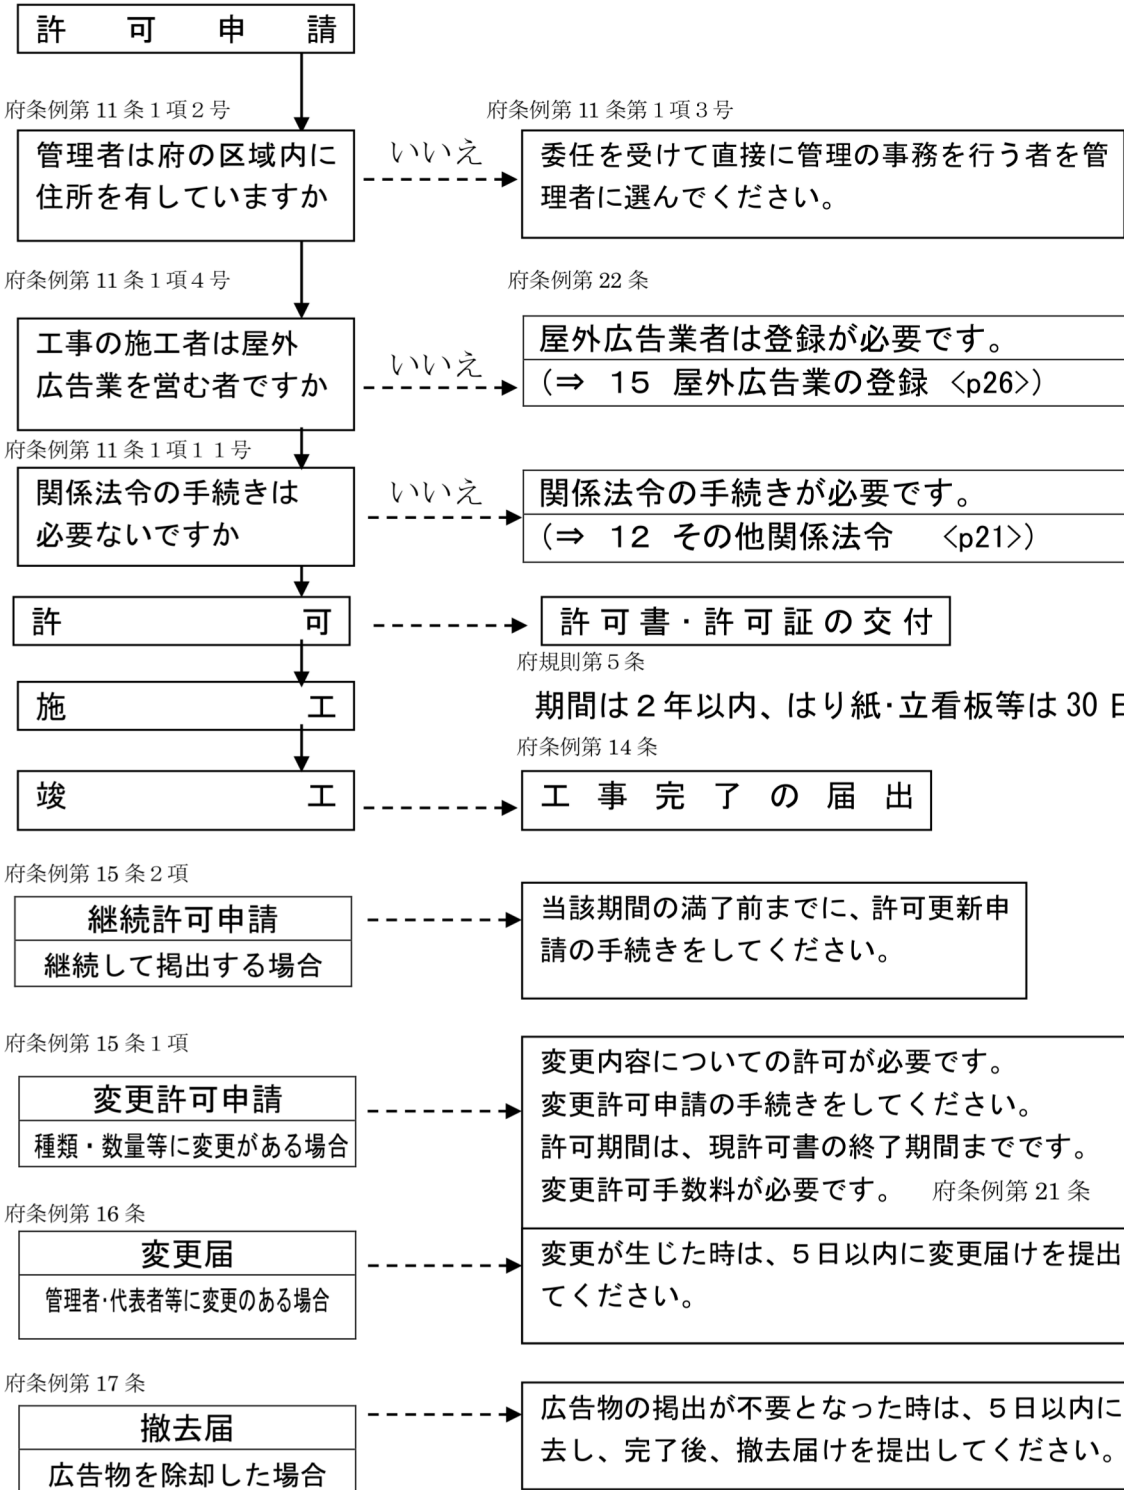 許可申請
府条例第11条1項2号
府条例第11条第1項3号
管理者は府の区域内に
住所を有していますか
いいえ
委任を受けて直接に管理の事務を行う者を管
理者に選んでください。
府条例第11条1項4号
府条例第22条
工事の施工者は屋外
広告業を営む者ですか
いいえ
屋外広告業者は登録が必要です。
(⇒ 15 屋外広告業の登録 <p26>)
府条例第11条1項11号
関係法令の手続きは
必要ないですか
いいえ
関係法令の手続きが必要です。
(⇒ 12 その他関係法令 <p21>)
許可
許可書・許可証の交付
府規則第5条
施工
期間は2年以内、はり紙・立看板等は30日
府条例第14条
竣工
工事完了の届出
府条例第15条2項
継続許可申請
継続して掲出する場合
当該期間の満了前までに、許可更新申
請の手続きをしてください。
府条例第15条1項
変更許可申請
種類・数量等に変更がある場合
変更内容についての許可が必要です。
変更許可申請の手続きをしてください。
許可期間は、現許可書の終了期間までです。
変更許可手数料が必要です。 府条例第21条
府条例第16条
変更届
管理者・代表者等に変更のある場合
変更が生じた時は、5日以内に変更届けを提出
てください。
府条例第17条
撤去届
広告物を除却した場合
広告物の掲出が不要となった時は、5日以内に
去し、完了後、撤去届けを提出してください。